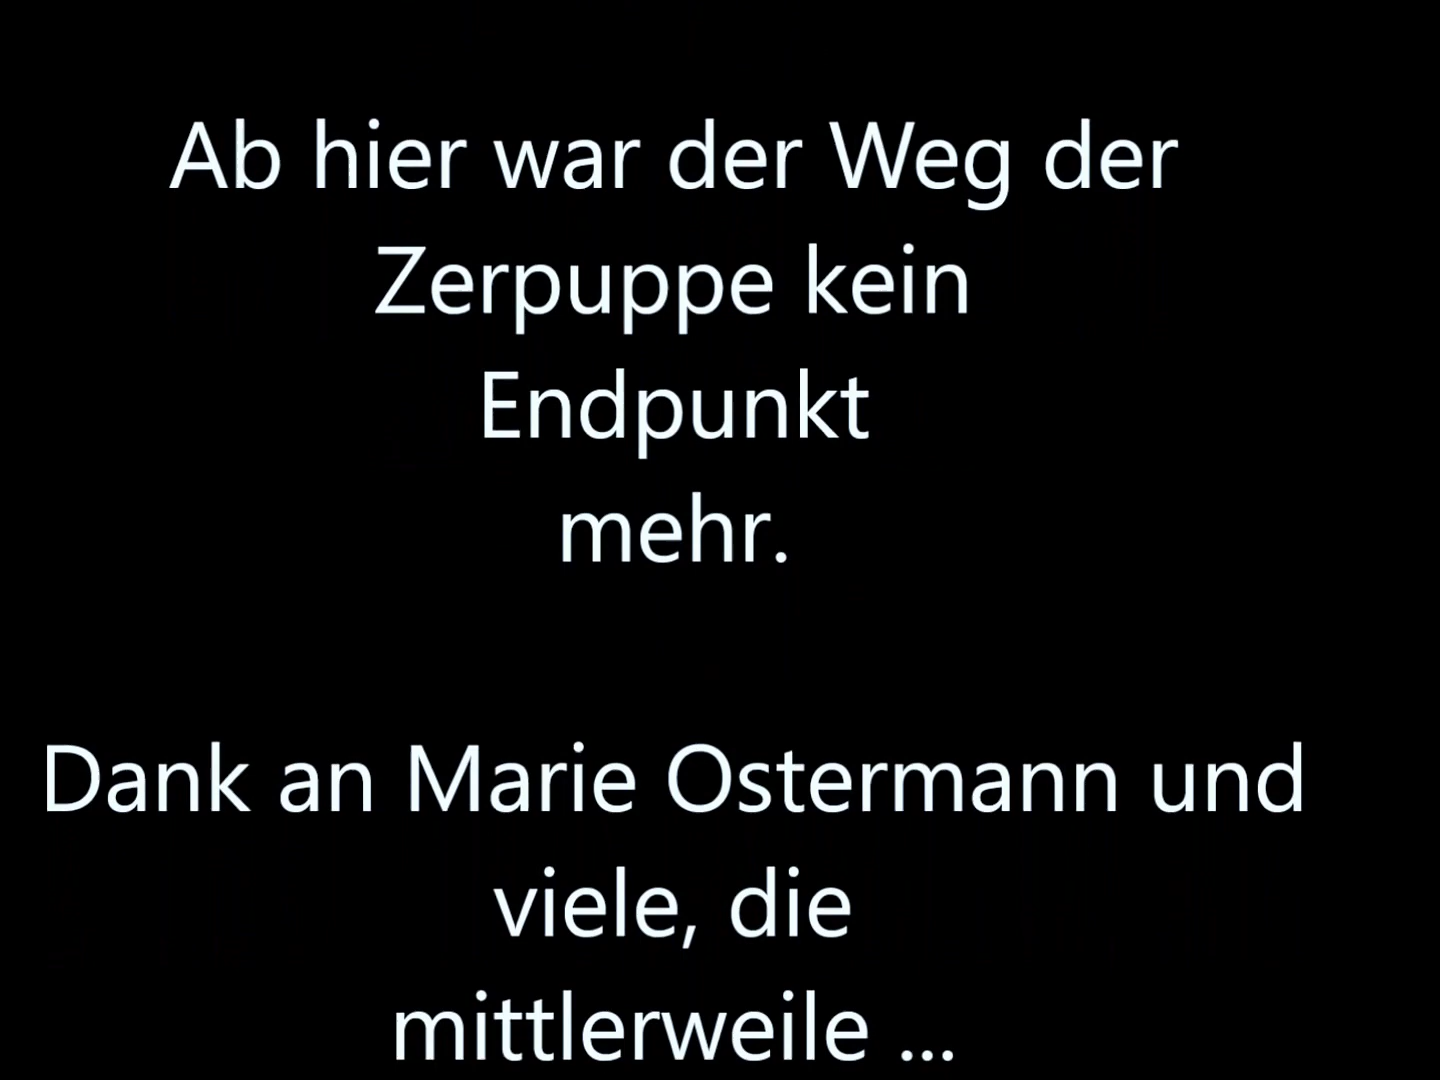 Ab hier war der Weg der
Zerpuppe kein
Endpunkt
mehr.
Dank an Marie Ostermann und
viele, die
mittlerweile ...